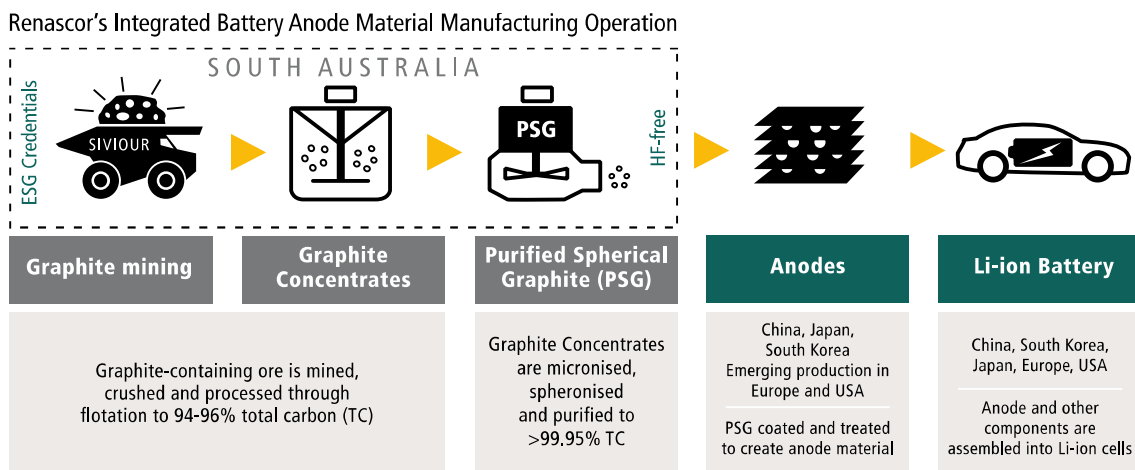 Renascor's Integrated Battery Anode Material Manufacturing Operation
SOUTH AUSTRALIA
ESG Credentials
SIVIOUR
PSG
HF-free
Graphite mining
Graphite
Concentrates
Purified Spherical
Graphite (PSG)
Anodes
Li-ion Battery
Graphite-containing ore is mined,
crushed and processed through
flotation to 94-96% total carbon (TC)
Graphite Concentrates
are micronised,
spheronised
and purified to
>99.95% TC
China, Japan,
South Korea
Emerging production in
Europe and USA
PSG coated and treated
to create anode material
China, South Korea,
Japan, Europe, USA
Anode and other
components are
assembled into Li-ion cells